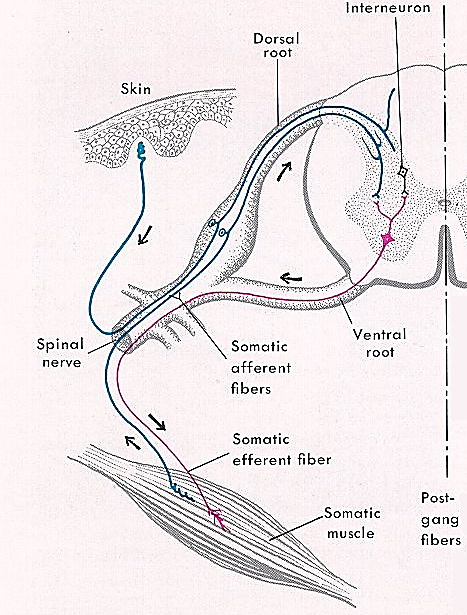 Interneuron
Dorsal
root
Skin
Spinal
nerve
Somatic
afferent
fibers
Ventral
root
Somatic
efferent fiber
Somatic
muscle
Post-
gang
fibers